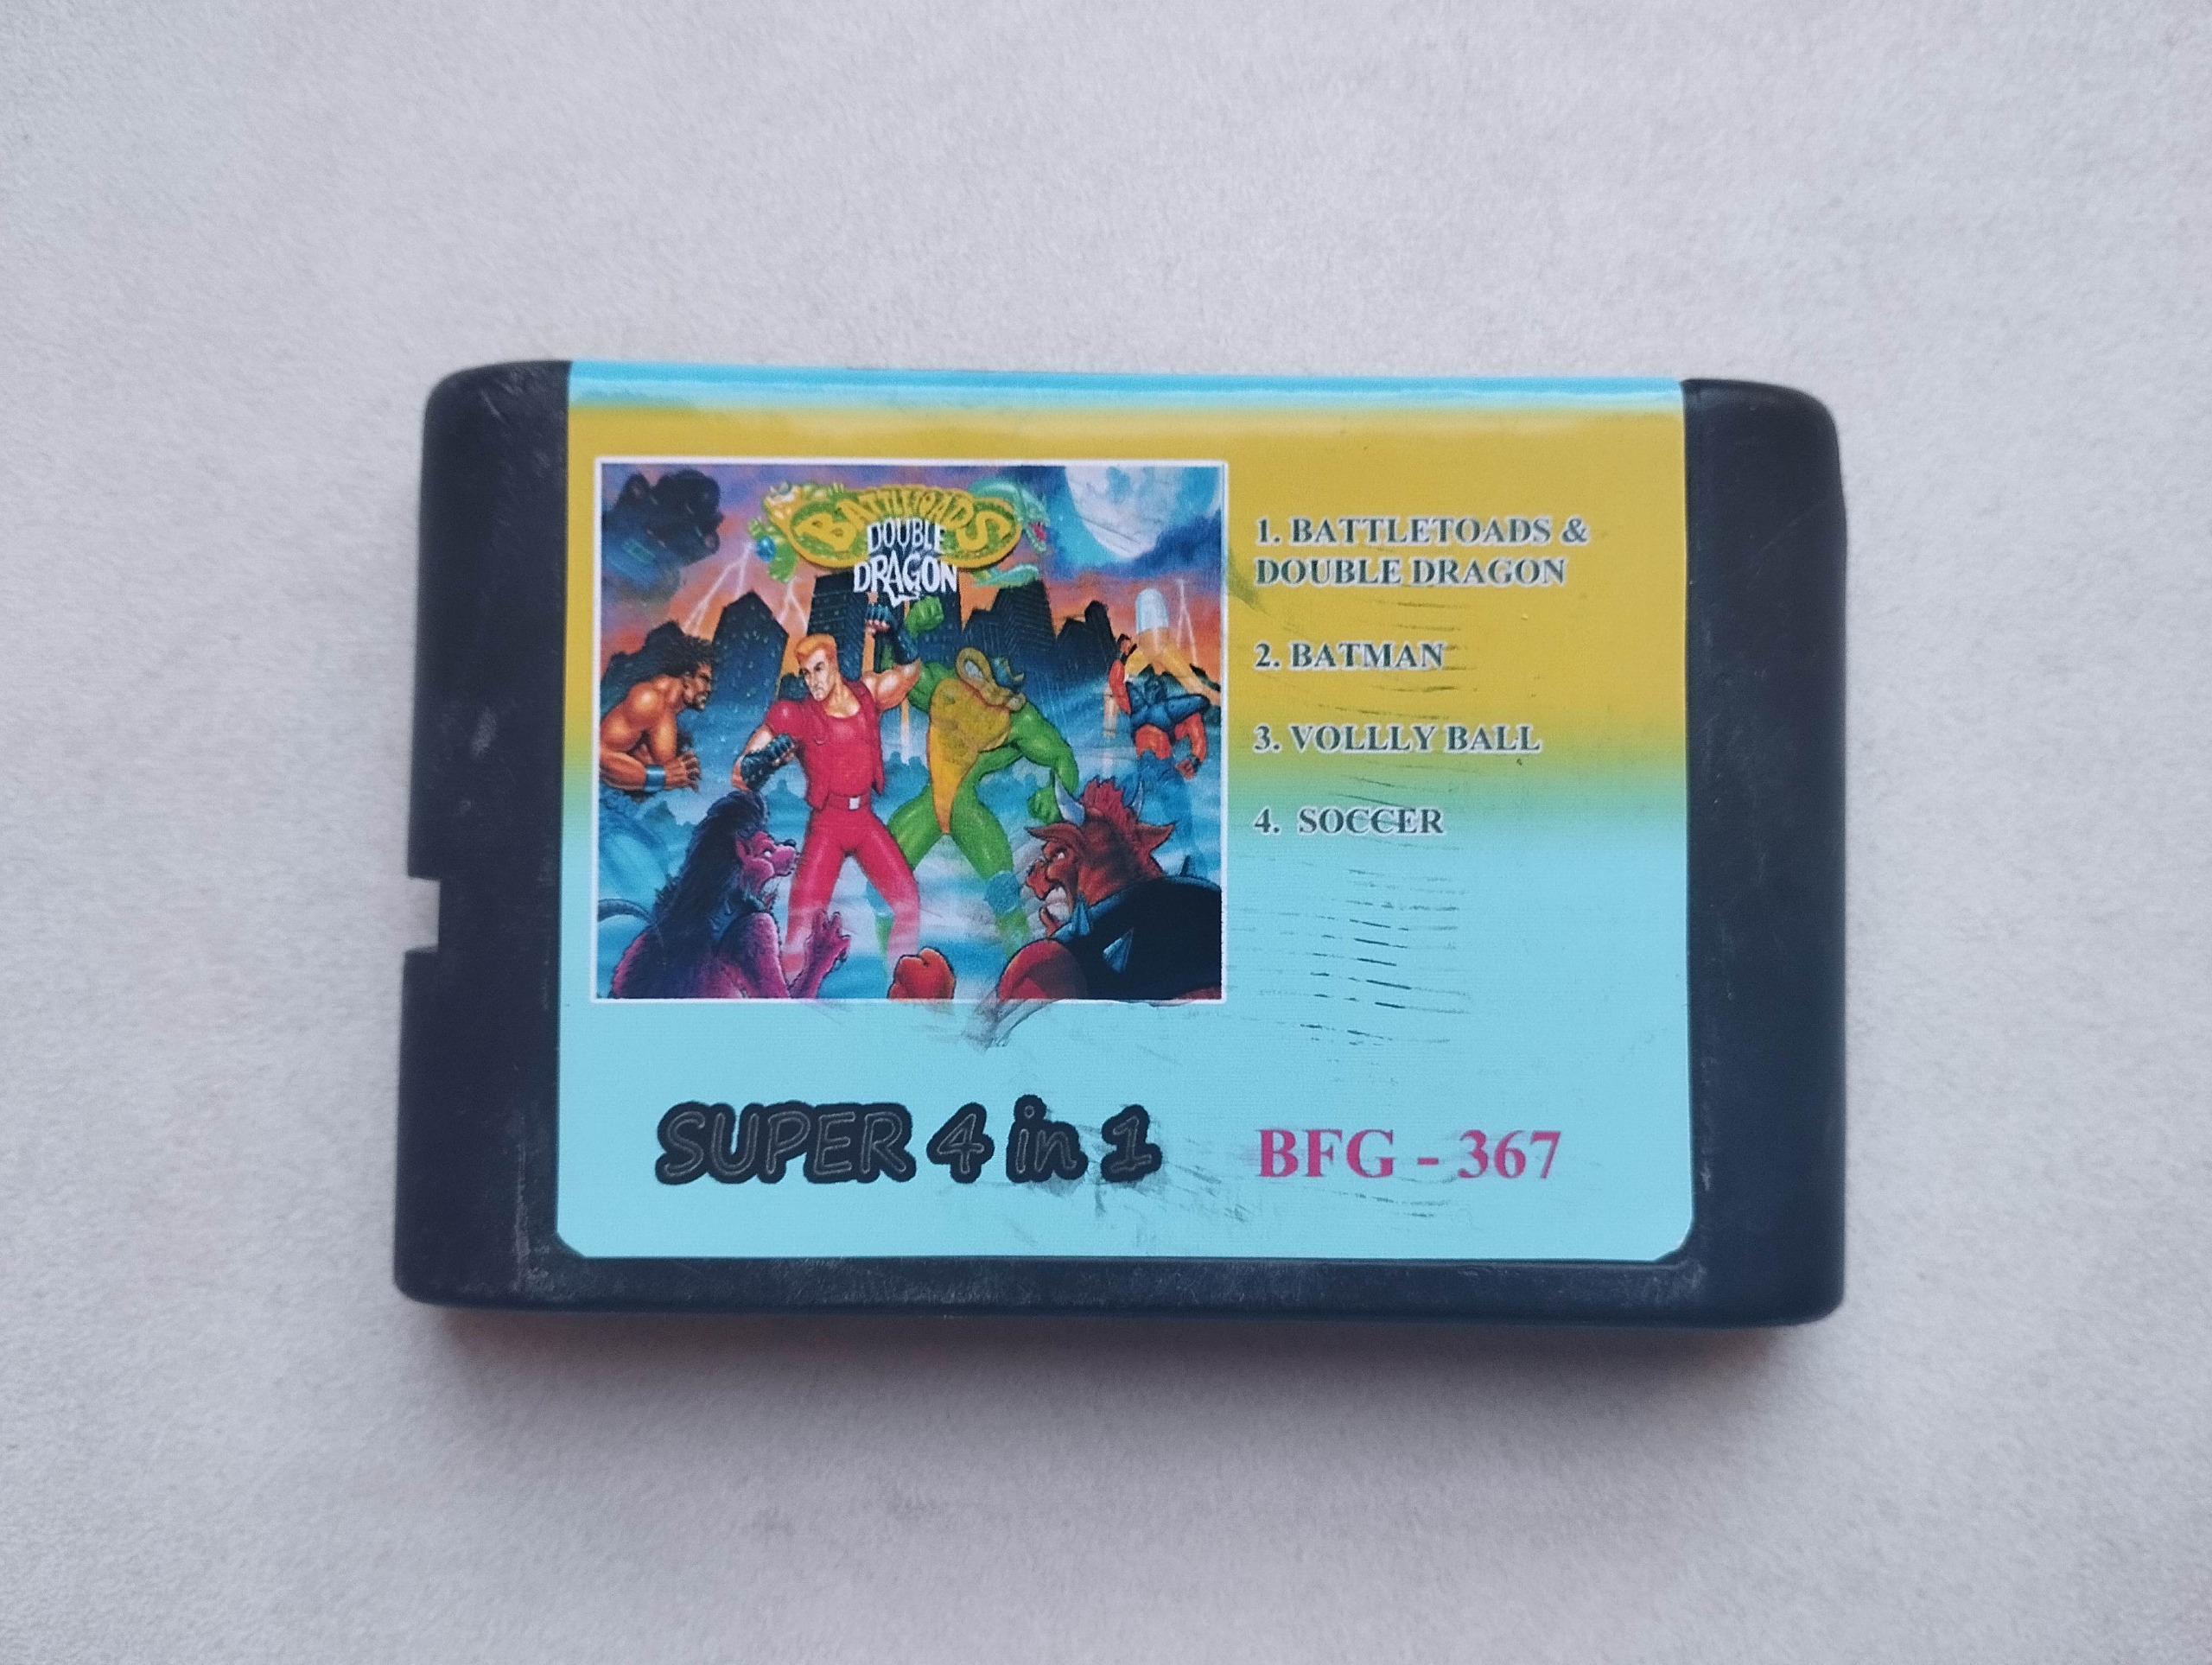 BATTLETOADS
DOUBLE
DRAGON
1. BATTLETOADS &
DOUBLE DRAGON
2. BATMAN
3. VOLLLY BALL
4. SOCCER
SUPER 4 in 1
BFG - 367